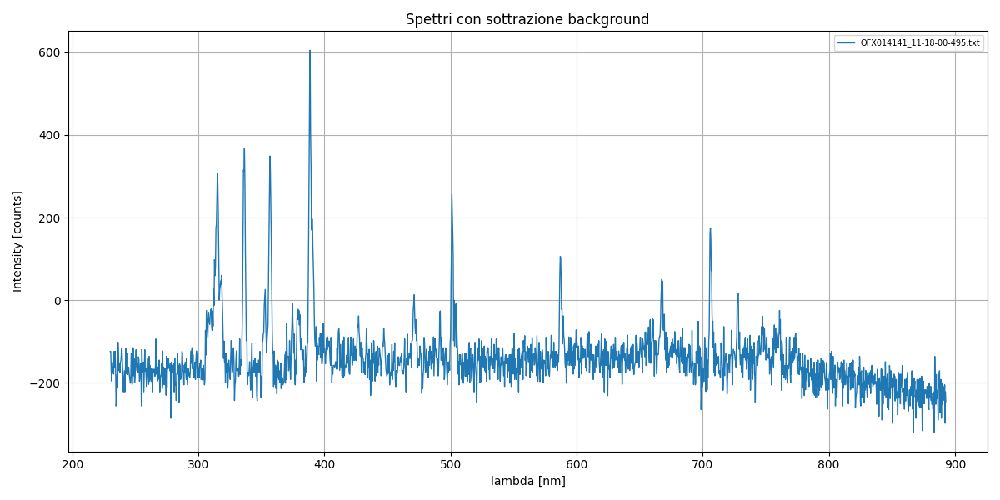 Spettri con sottrazione background
OFX014141_11-18-00-495.txt
Intensity [counts]
600
400
200
0
−200
200 300 400 500 600 700 800 900
lambda [nm]